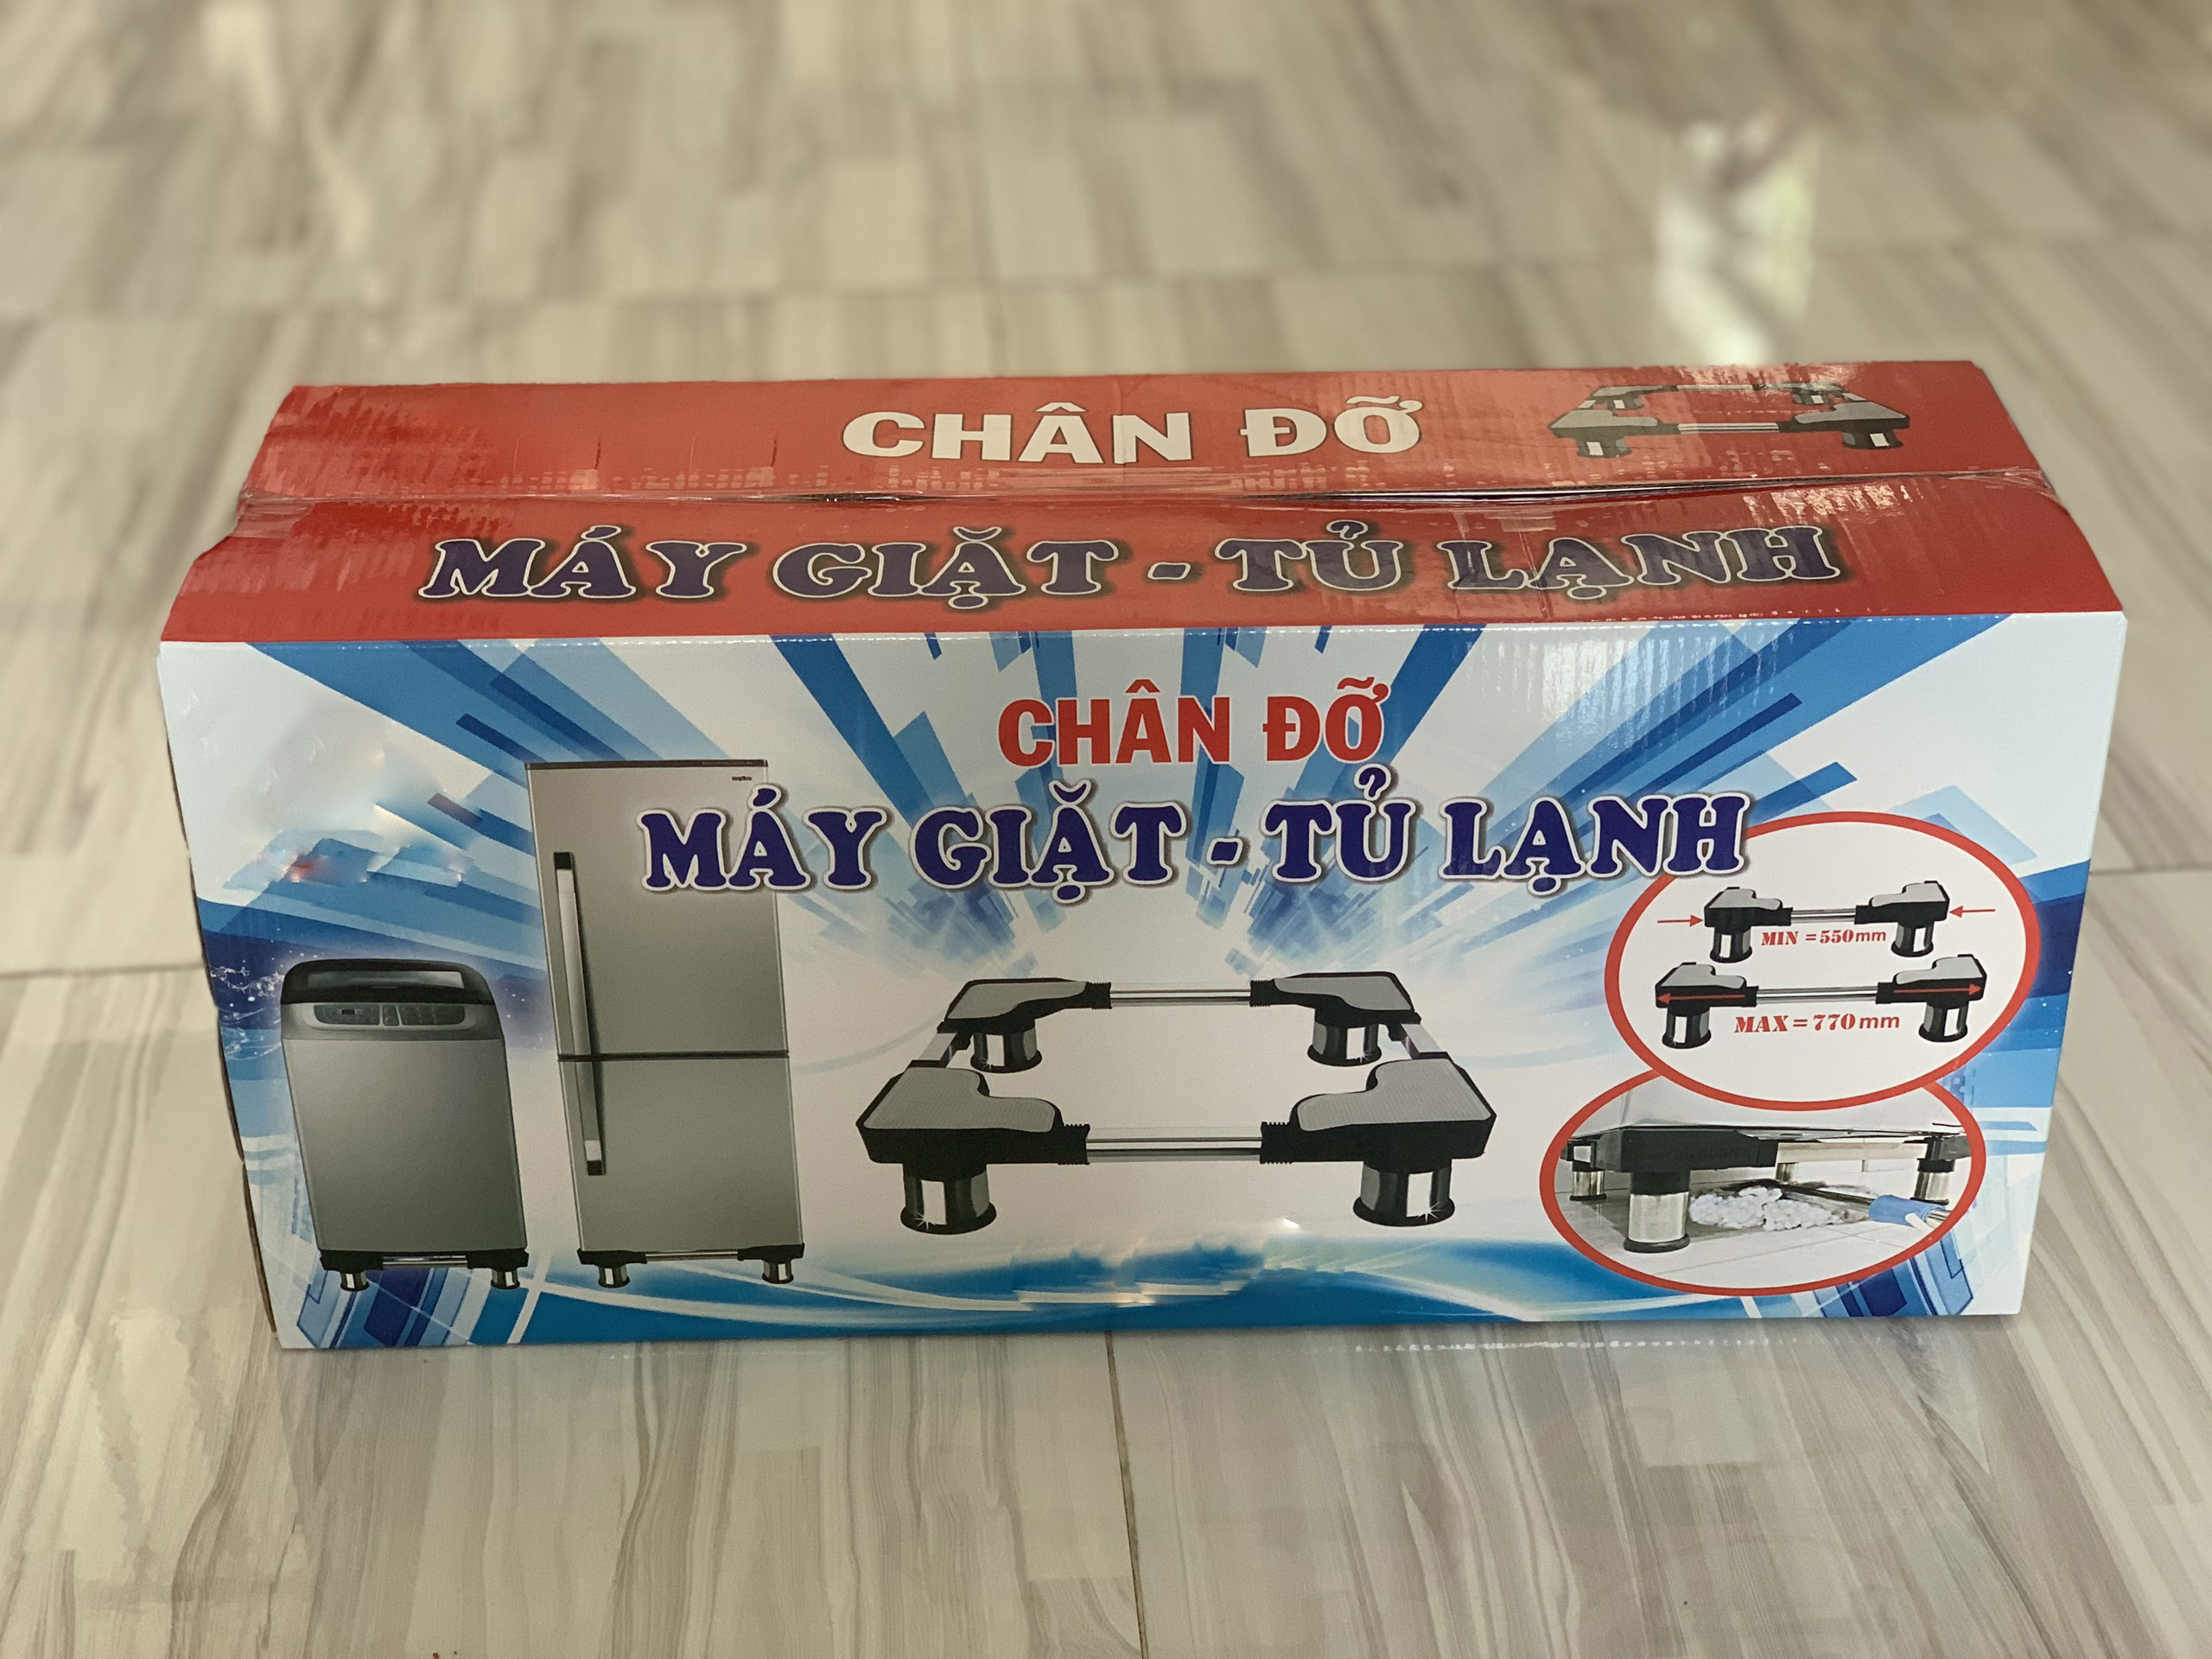 CHÂN ĐỠ
MÁY GIẶT - TỦ LẠNH
CHÂN ĐỠ
MÁY GIẶT - TỦ LẠNH
MIN = 550mm
MAX = 770mm